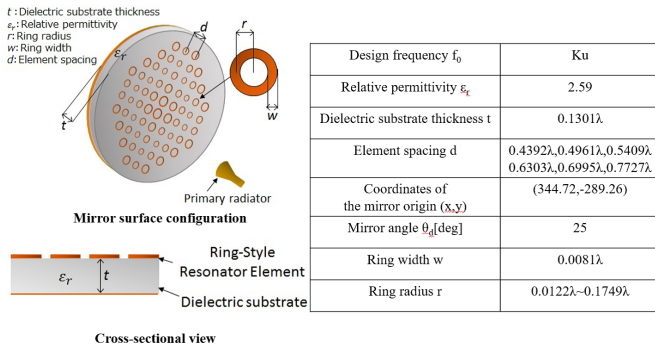 t : Dielectric substrate thickness
εr: Relative permittivity
r: Ring radius
w: Ring width
d: Element spacing
d
r
εr
w
t
Primary radiator
Mirror surface configuration
Ring-Style
Resonator Element
εr
t
Dielectric substrate
Cross-sectional view
Design frequency f0
Ku
Relative permittivity εr
2.59
Dielectric substrate thickness t
0.1301λ
Element spacing d
0.4392λ,0.4961λ,0.5409λ
0.6303λ,0.6995λ,0.7727λ
Coordinates of
the mirror origin (x,y)
(344.72,-289.26)
Mirror angle θd[deg]
25
Ring width w
0.0081λ
Ring radius r
0.0122λ~0.1749λ